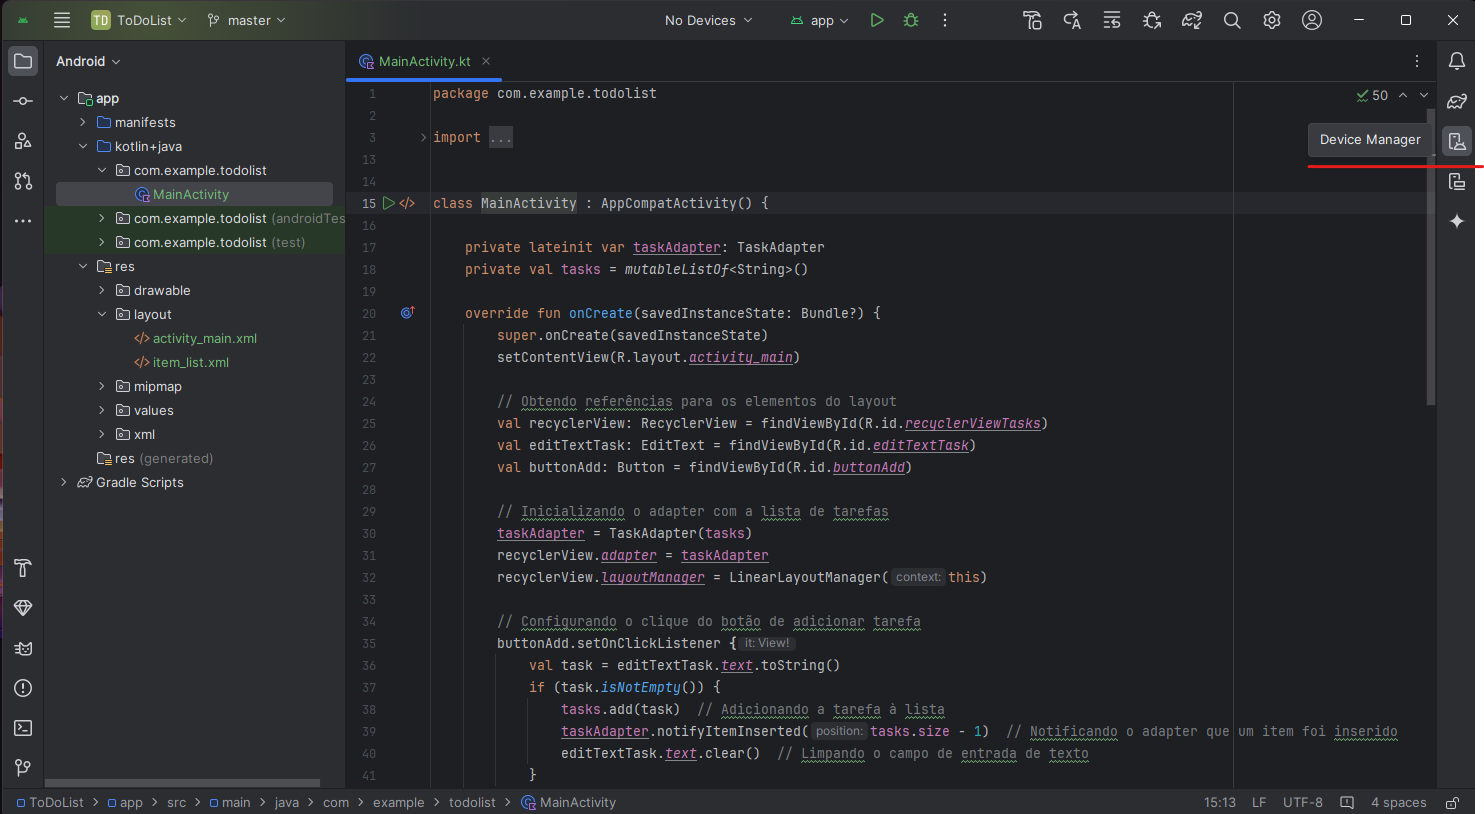 TD ToDoList master No Devices app
Android
MainActivity.kt
app
manifests
kotlin+java
com.example.todolist
MainActivity
com.example.todolist (androidTes
com.example.todolist (test)
res
drawable
layout
</> activity_main.xml
</> item_list.xml
mipmap
values
xml
res (generated)
Gradle Scripts
50
Device Manager
1 package com.example.todolist
2
3 import ...
13
14
15 </> class MainActivity : AppCompatActivity() {
16
17 private lateinit var taskAdapter: TaskAdapter
18 private val tasks = mutableListOf<String>()
19
20 override fun onCreate(savedInstanceState: Bundle?) {
21 super.onCreate(savedInstanceState)
22 setContentView(R.layout.activity_main)
23
24 // Obtendo referências para os elementos do layout
25 val recyclerView: RecyclerView = findViewById(R.id.recyclerViewTasks)
26 val editTextTask: EditText = findViewById(R.id.editTextTask)
27 val buttonAdd: Button = findViewById(R.id.buttonAdd)
28
29 // Inicializando o adapter com a lista de tarefas
30 taskAdapter = TaskAdapter(tasks)
31 recyclerView.adapter = taskAdapter
32 recyclerView.layoutManager = LinearLayoutManager( context: this)
33
34 // Configurando o clique do botão de adicionar tarefa
35 buttonAdd.setOnClickListener { it: View!
36 val task = editTextTask.text.toString()
37 if (task.isNotEmpty()) {
38 tasks.add(task) // Adicionando a tarefa à lista
39 taskAdapter.notifyItemInserted( position: tasks.size - 1) // Notificando o adapter que um item foi inserido
40 editTextTask.text.clear() // Limpando o campo de entrada de texto
41 }
ToDoList > app > src > main > java > com > example > todolist > MainActivity 15:13 LF UTF-8 4 spaces